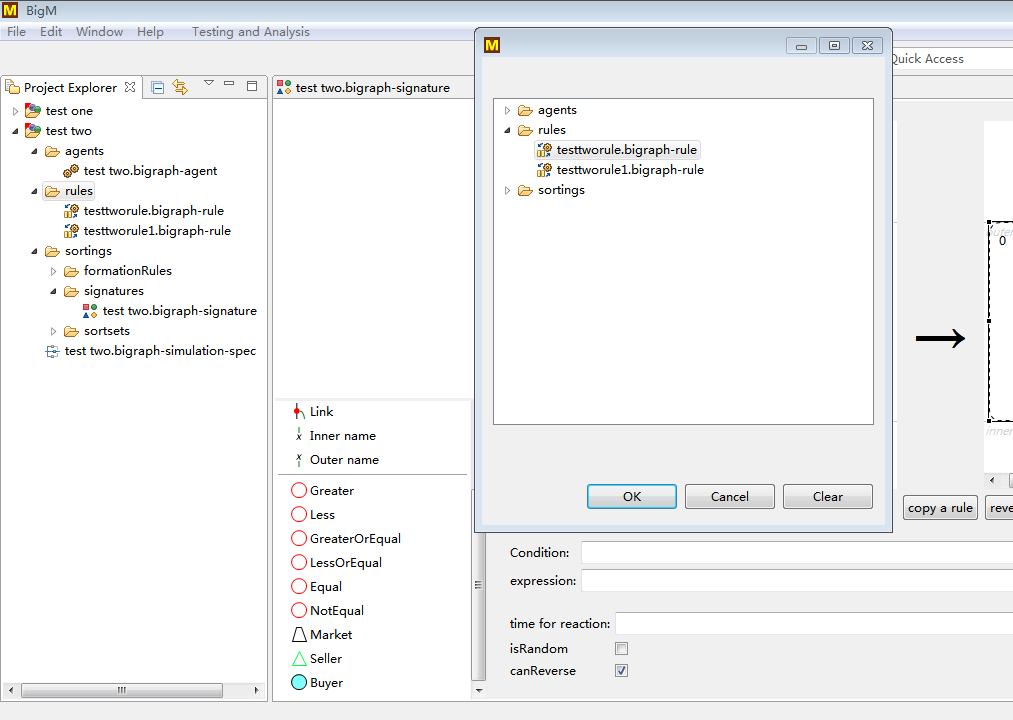 BigM
File Edit Window Help Testing and Analysis
Quick Access
Project Explorer
test one
test two
agents
test two.bigraph-agent
rules
testtworule.bigraph-rule
testtworule1.bigraph-rule
sortings
formationRules
signatures
test two.bigraph-signature
sortsets
test two.bigraph-simulation-spec
test two.bigraph-signature
Link
Inner name
Outer name
Greater
Less
GreaterOrEqual
LessOrEqual
Equal
NotEqual
Market
Seller
Buyer
M
agents
rules
testtworule.bigraph-rule
testtworule1.bigraph-rule
sortings
OK Cancel Clear
0
inner
copy a rule
reve
Condition:
expression:
time for reaction:
isRandom
canReverse